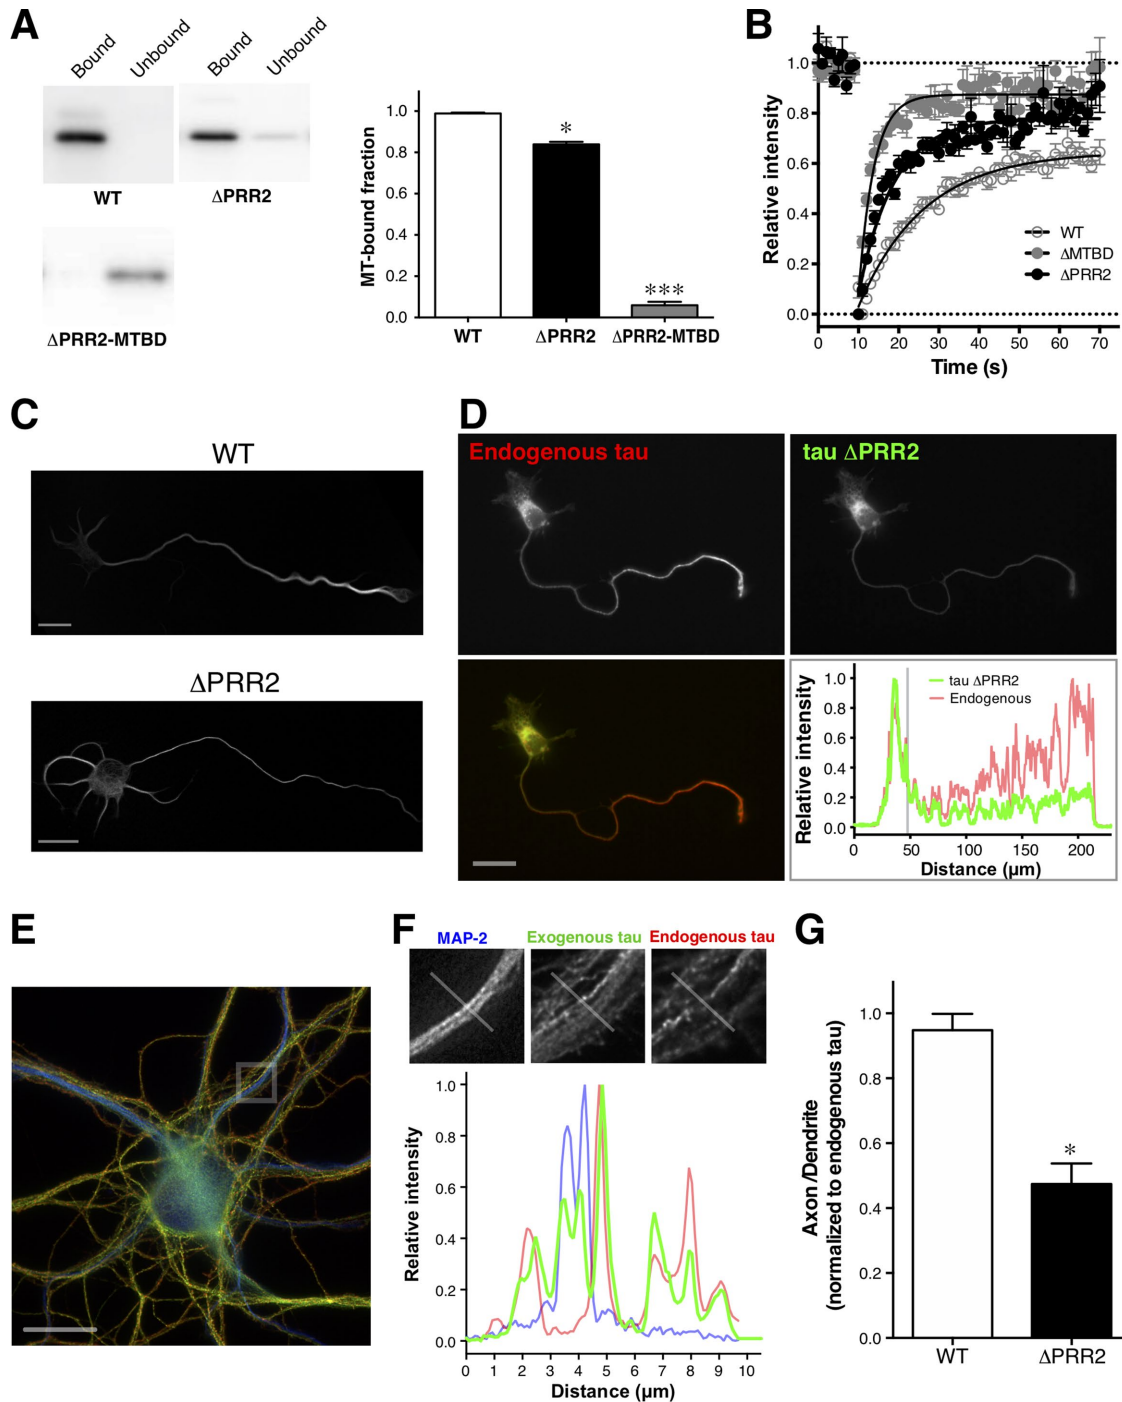 A
Bound
Unbound
Bound
Unbound
WT
ΔPRR2
ΔPRR2-MTBD
MT-bound fraction
1.0
0.8
0.6
0.4
0.2
0.0
*
***
WT
ΔPRR2
ΔPRR2-MTBD
B
Relative intensity
1.0
0.8
0.6
0.4
0.2
0.0
WT
ΔMTBD
ΔPRR2
0 10 20 30 40 50 60 70
Time (s)
C
WT
ΔPRR2
D
Endogenous tau
tau ΔPRR2
Relative intensity
1.0
0.8
0.6
0.4
0.2
0.0
tau ΔPRR2
Endogenous
0 50 100 150 200
Distance (µm)
E
F
MAP-2
Exogenous tau
Endogenous tau
Relative intensity
1.0
0.8
0.6
0.4
0.2
0.0
0 1 2 3 4 5 6 7 8 9 10
Distance (µm)
G
Axon /Dendrite
(normalized to endogenous tau)
1.0
0.8
0.6
0.4
0.2
0.0
*
WT
ΔPRR2